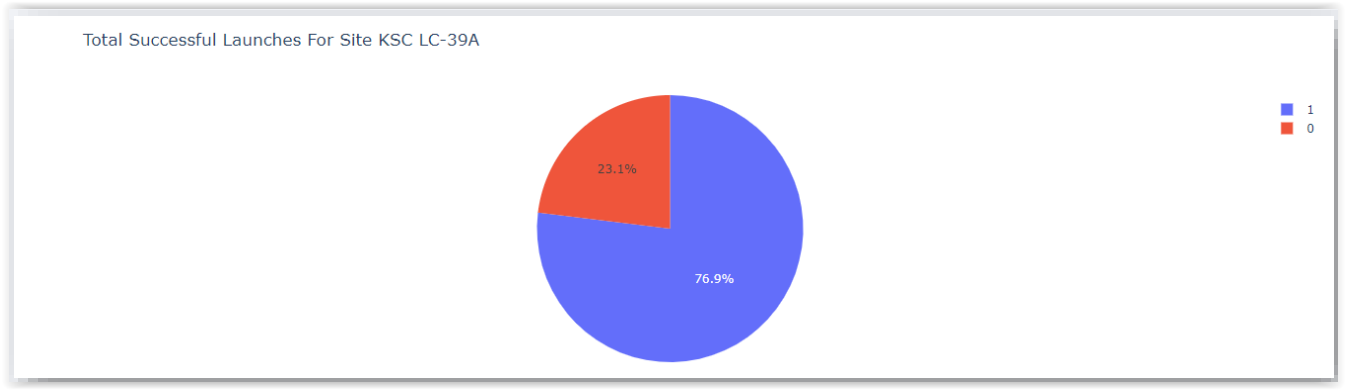 Total Successful Launches For Site KSC LC-39A
1
0
23.1%
76.9%